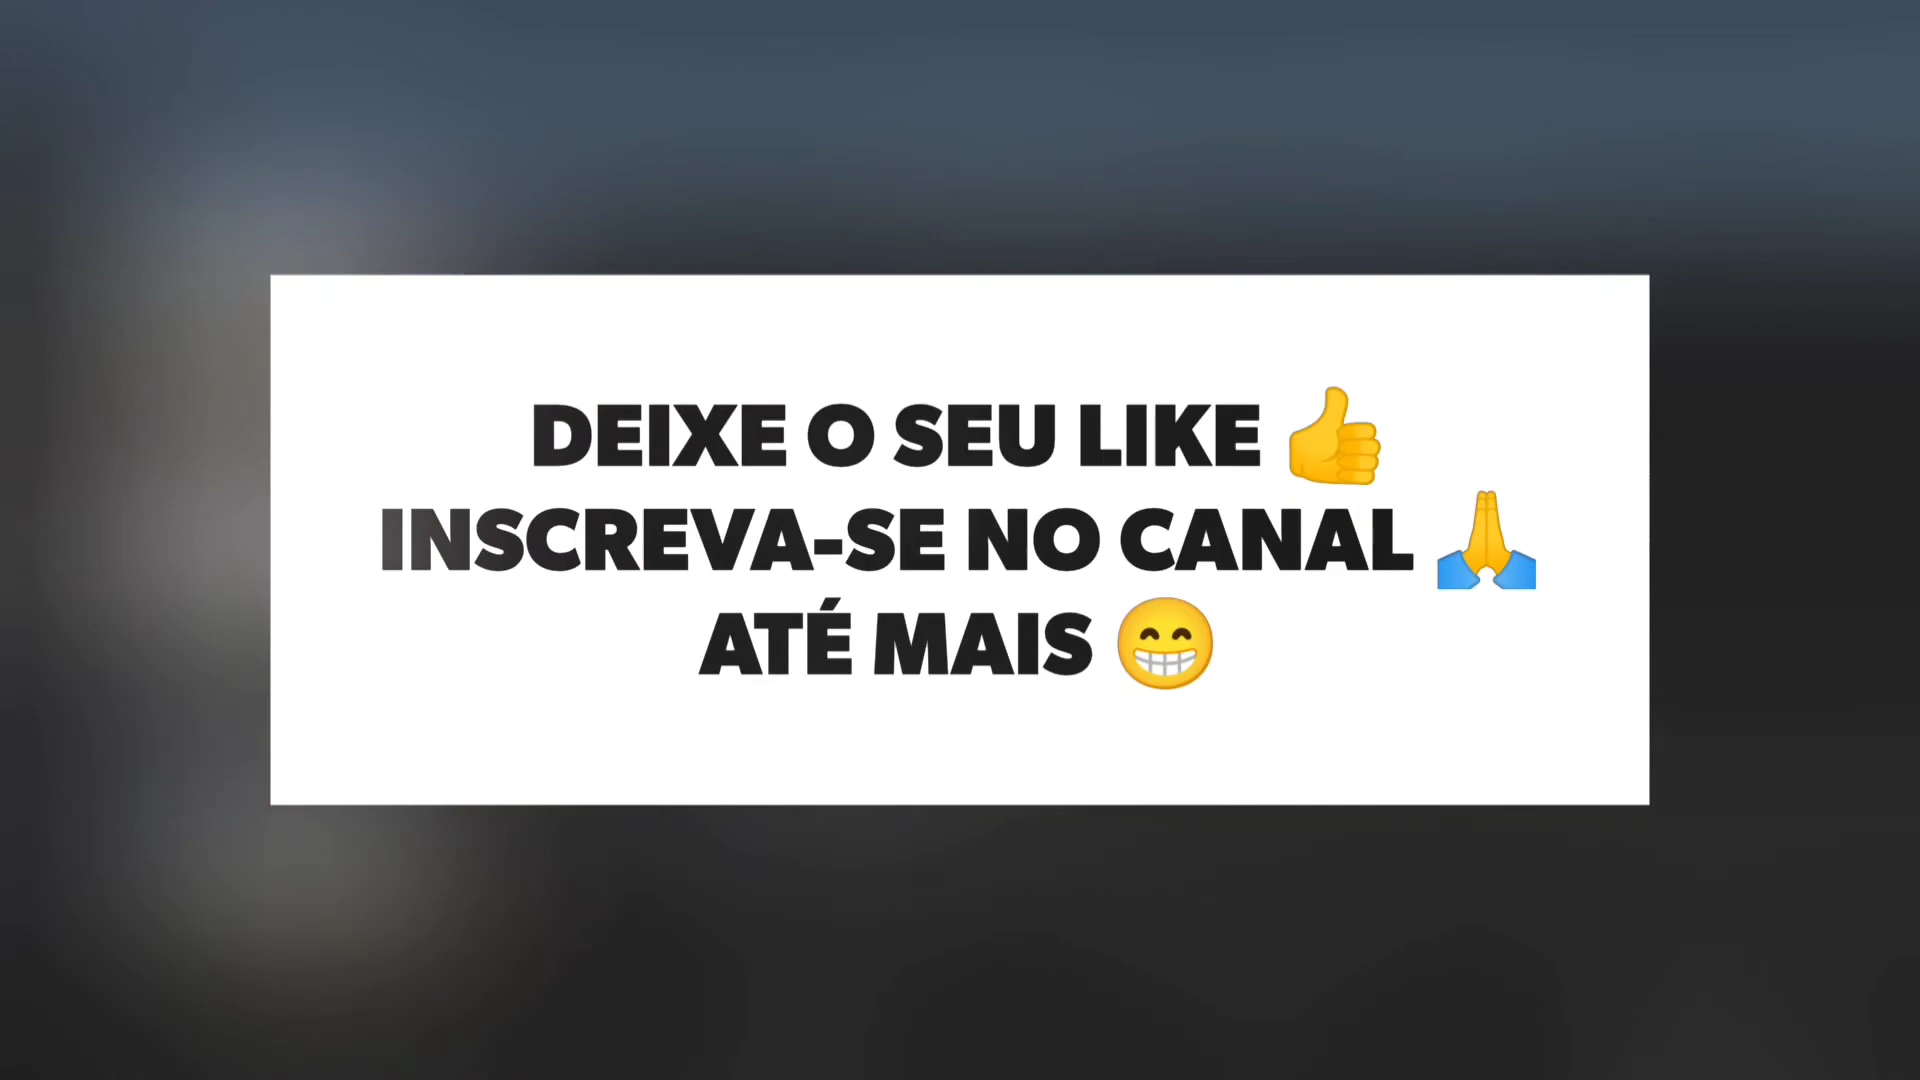 DEIXE O SEU LIKE 👍
INSCREVA-SE NO CANAL 🙏
ATÉ MAIS 😁